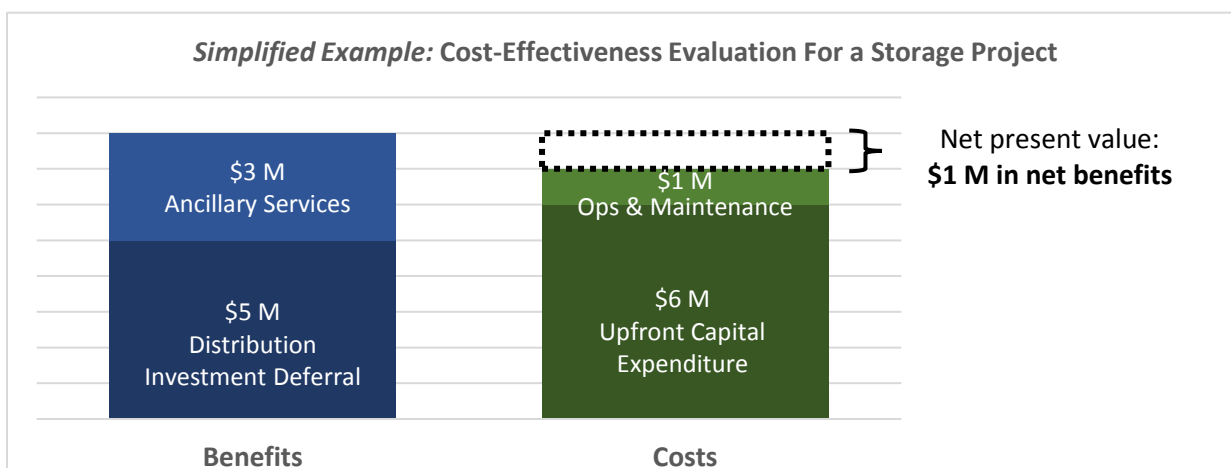 Simplified Example: Cost-Effectiveness Evaluation For a Storage Project
$3 M
Ancillary Services
$5 M
Distribution
Investment Deferral
Benefits
$1 M
Ops & Maintenance
$6 M
Upfront Capital
Expenditure
Costs
Net present value:
$1 M in net benefits